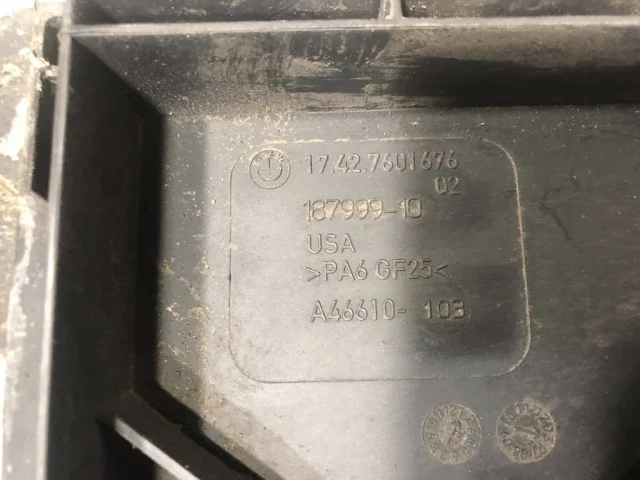 17.42.7601676
02
187999-10
USA
>PA6 GF25<
A46610- 103